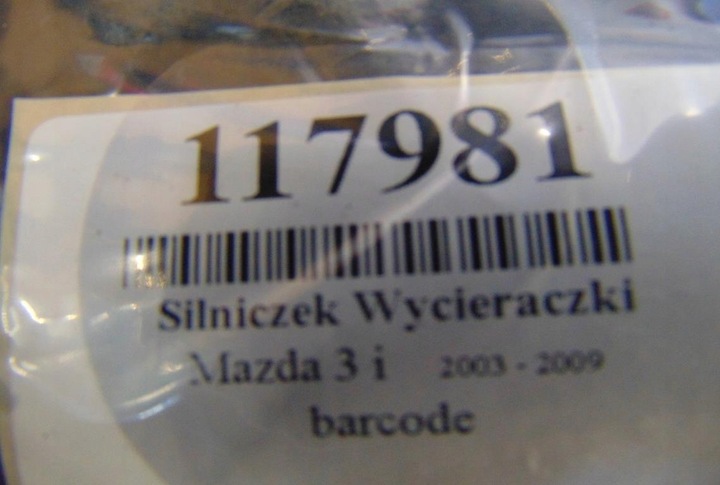 117981
Silniczek Wycieraczki
Mazda 3 i 2003 - 2009
barcode